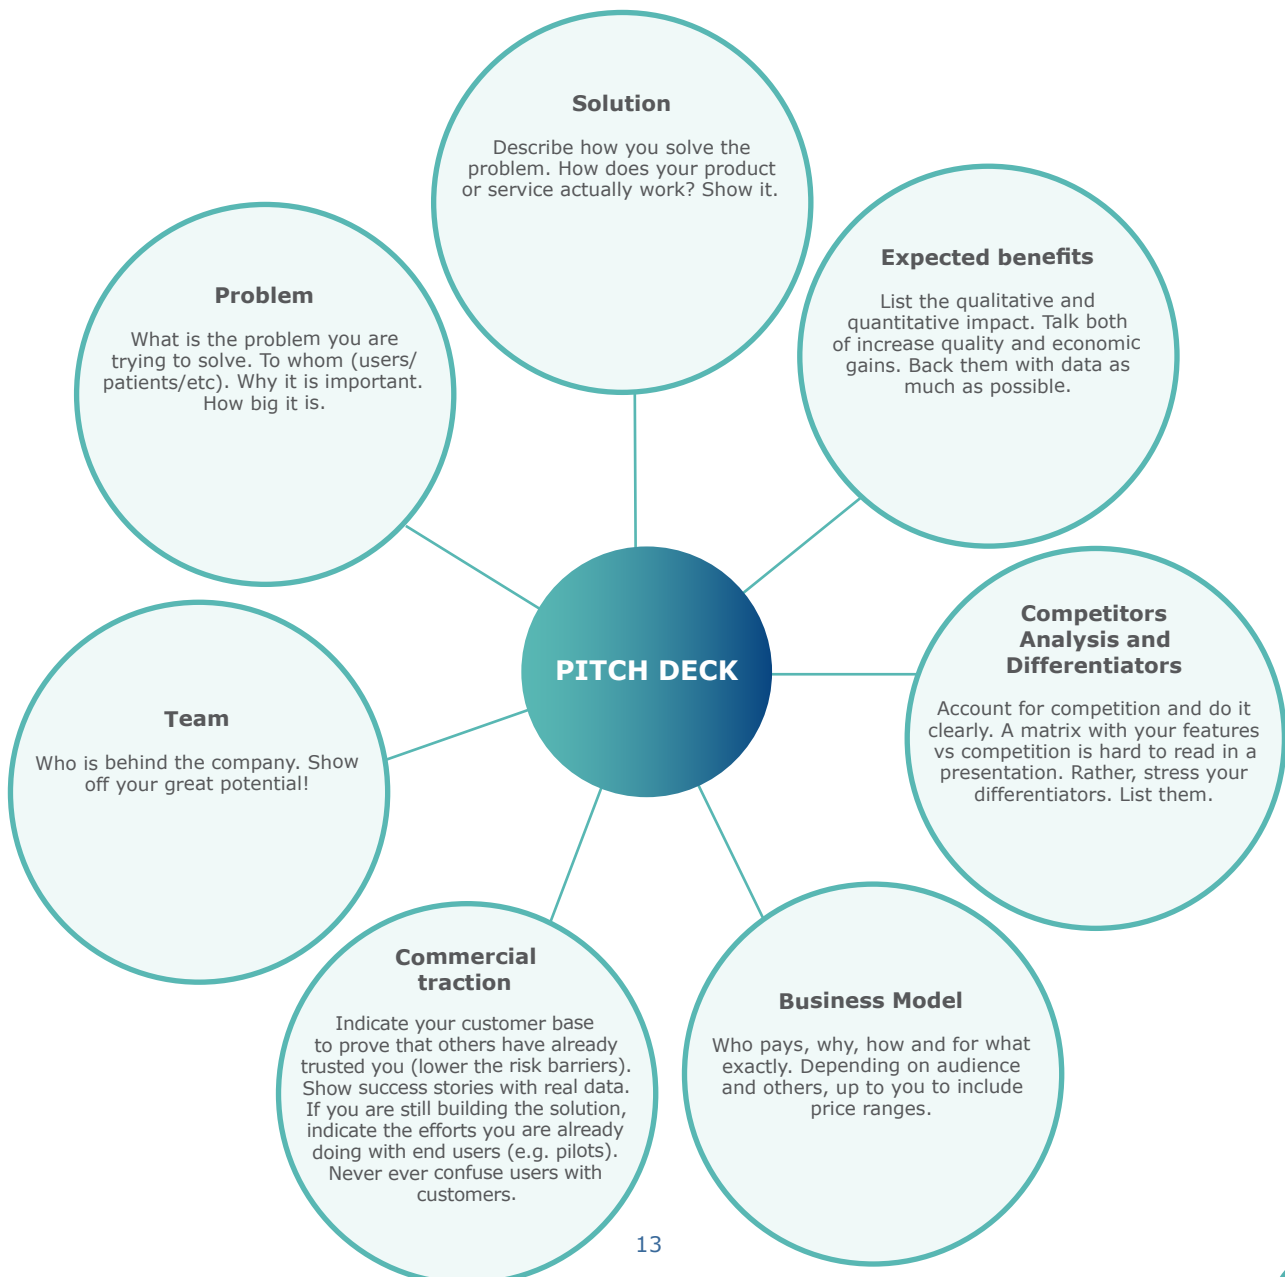 Solution
Describe how you solve the
problem. How does your product
or service actually work? Show it.
Expected benefits
List the qualitative and
quantitative impact. Talk both
of increase quality and economic
gains. Back them with data as
much as possible.
Problem
What is the problem you are
trying to solve. To whom (users/
patients/etc). Why it is important.
How big it is.
Competitors
Analysis and
Differentiators
Account for competition and do it
clearly. A matrix with your features
vs competition is hard to read in a
presentation. Rather, stress your
differentiators. List them.
PITCH DECK
Team
Who is behind the company. Show
off your great potential!
Commercial
traction
Indicate your customer base
to prove that others have already
trusted you (lower the risk barriers).
Show success stories with real data.
If you are still building the solution,
indicate the efforts you are already
doing with end users (e.g. pilots).
Never ever confuse users with
customers.
Business Model
Who pays, why, how and for what
exactly. Depending on audience
and others, up to you to include
price ranges.
13